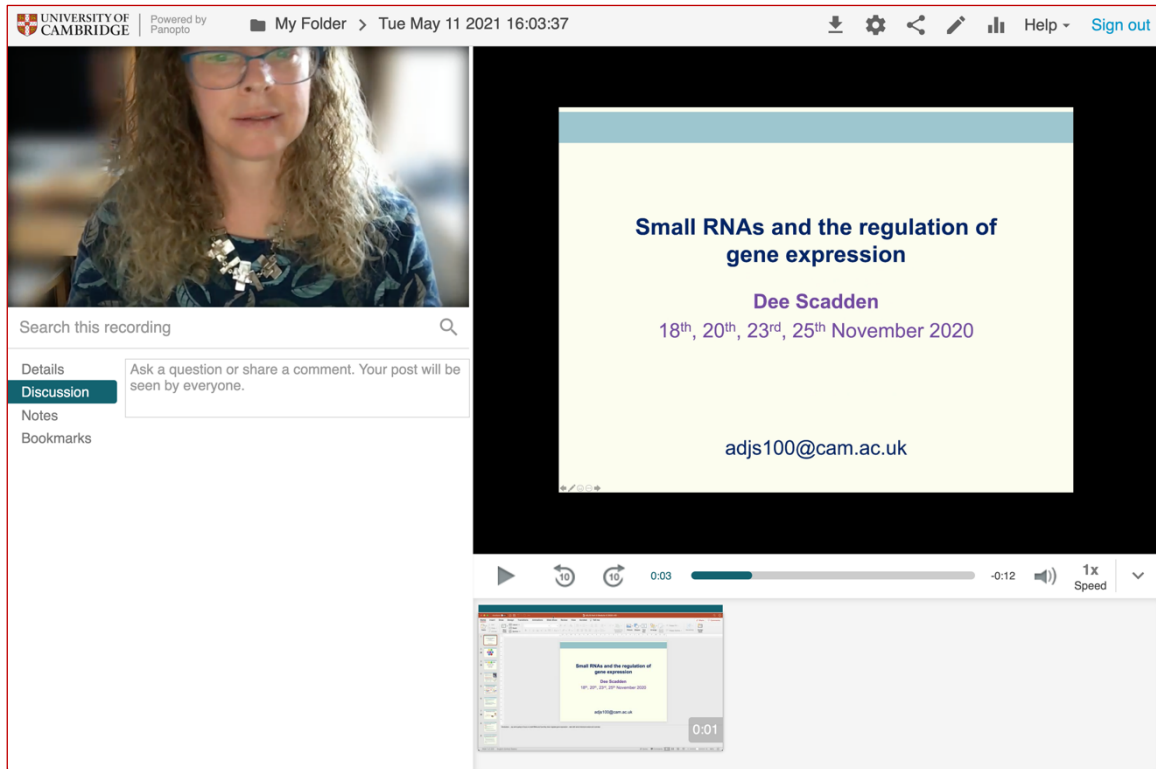 UNIVERSITY OF
CAMBRIDGE
Powered by
Panopto
My Folder > Tue May 11 2021 16:03:37
Help
Sign out
Small RNAs and the regulation of
gene expression
Dee Scadden
18th, 20th, 23rd, 25th November 2020
adjs100@cam.ac.uk
Search this recording
Details
Discussion
Notes
Bookmarks
Ask a question or share a comment. Your post will be
seen by everyone.
10
10
0:03
-0:12
1x
Speed
Small RNAs and the regulation of
gene expression
Dee Scadden
18th, 20th, 23rd, 25th November 2020
adjs100@cam.ac.uk
0:01